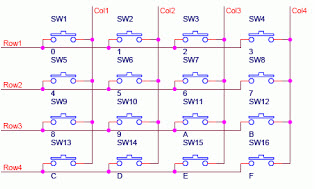 Col1 Col2 Col3 Col4
SW1 SW2 SW3 SW4
Row1
0 1 2 3
SW5 SW6 SW7 SW8
Row2
4 5 6 7
SW9 SW10 SW11 SW12
Row3
8 9 A B
SW13 SW14 SW15 SW16
Row4
C D E F